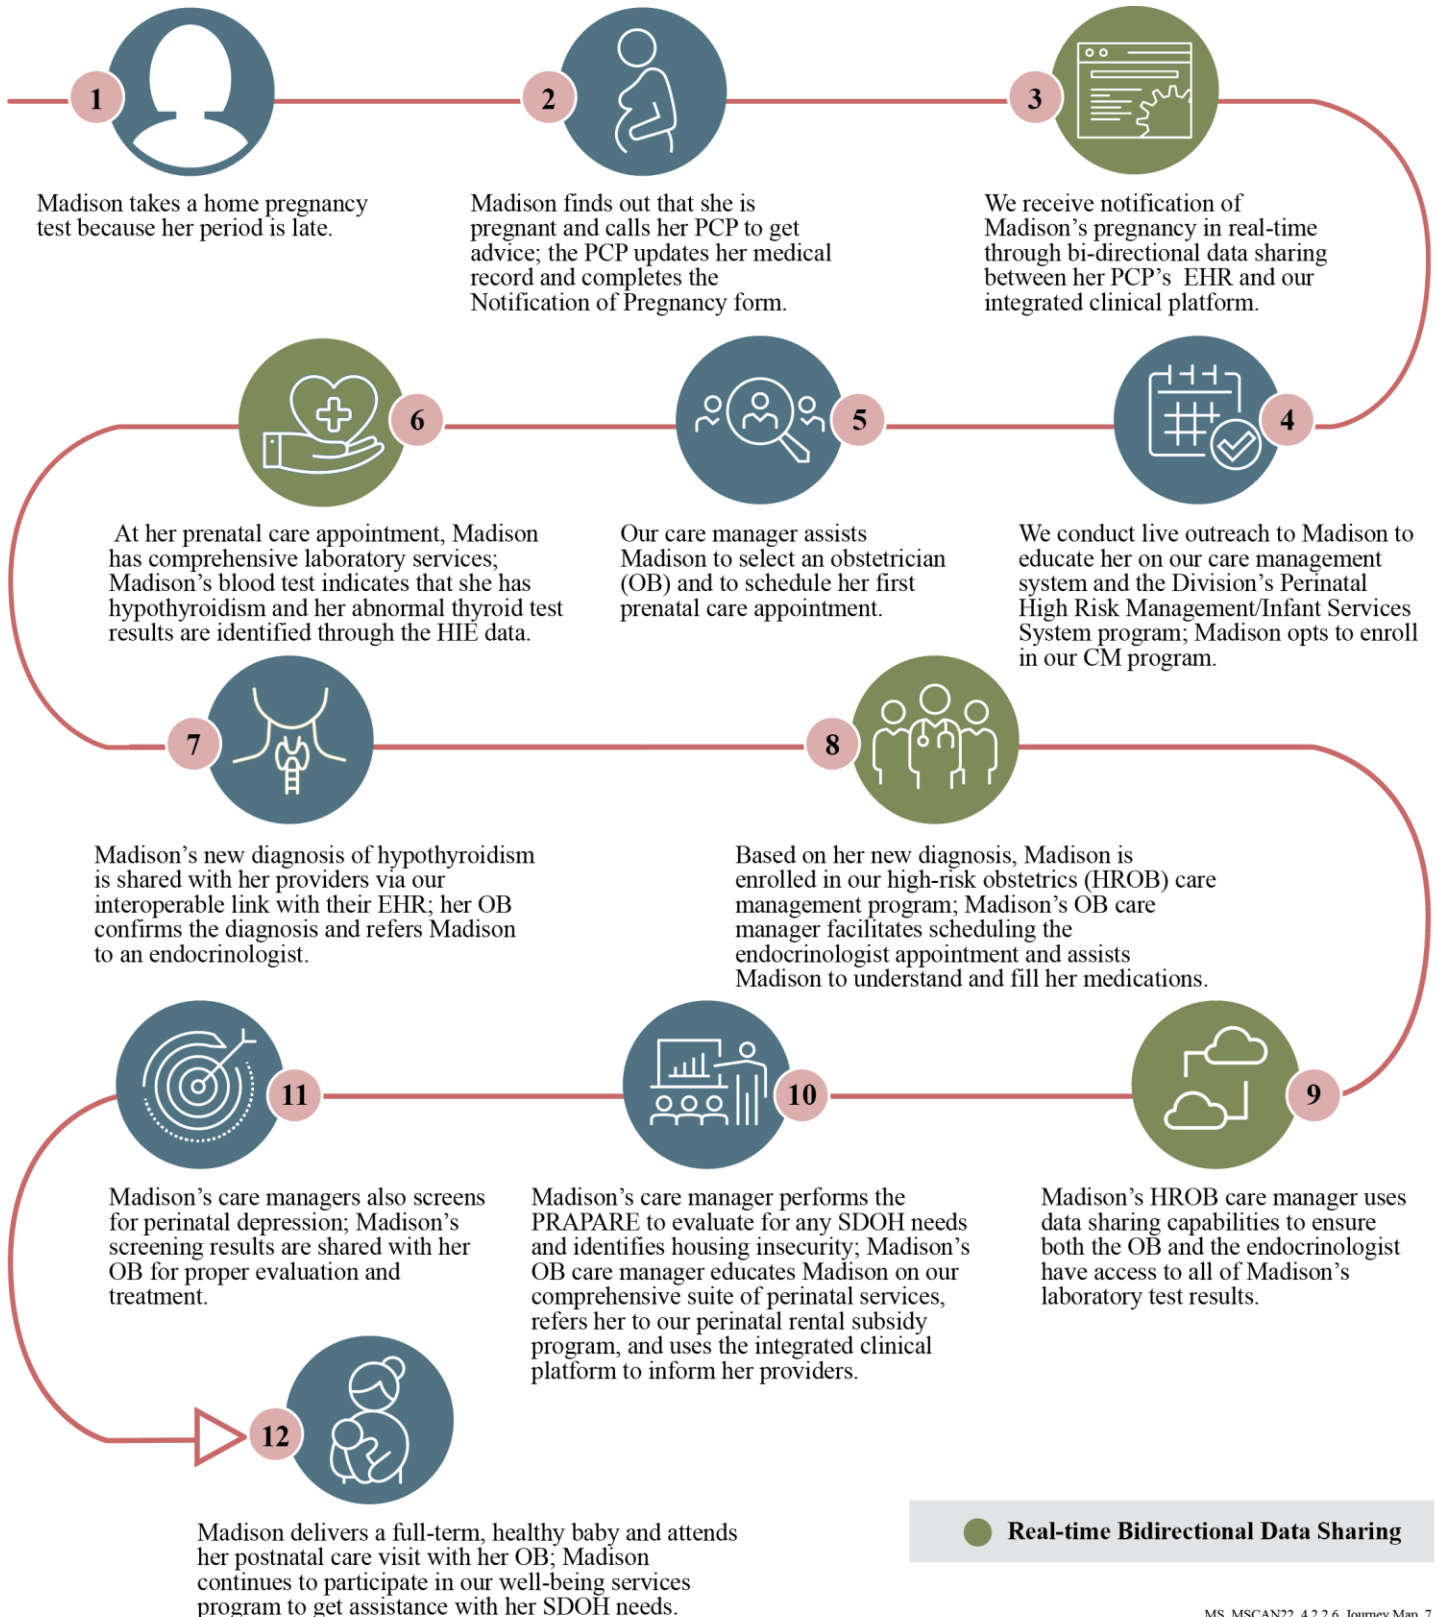 1
Madison takes a home pregnancy
test because her period is late.
2
Madison finds out that she is
pregnant and calls her PCP to get
advice; the PCP updates her medical
record and completes the
Notification of Pregnancy form.
3
We receive notification of
Madison’s pregnancy in real-time
through bi-directional data sharing
between her PCP’s EHR and our
integrated clinical platform.
4
We conduct live outreach to Madison to
educate her on our care management
system and the Division’s Perinatal
High Risk Management/Infant Services
System program; Madison opts to enroll
in our CM program.
5
Our care manager assists
Madison to select an obstetrician
(OB) and to schedule her first
prenatal care appointment.
6
At her prenatal care appointment, Madison
has comprehensive laboratory services;
Madison’s blood test indicates that she has
hypothyroidism and her abnormal thyroid test
results are identified through the HIE data.
7
Madison’s new diagnosis of hypothyroidism
is shared with her providers via our
interoperable link with their EHR; her OB
confirms the diagnosis and refers Madison
to an endocrinologist.
8
Based on her new diagnosis, Madison is
enrolled in our high-risk obstetrics (HROB) care
management program; Madison’s OB care
manager facilitates scheduling the
endocrinologist appointment and assists
Madison to understand and fill her medications.
9
Madison’s HROB care manager uses
data sharing capabilities to ensure
both the OB and the endocrinologist
have access to all of Madison’s
laboratory test results.
10
Madison’s care manager performs the
PRAPARE to evaluate for any SDOH needs
and identifies housing insecurity; Madison’s
OB care manager educates Madison on our
comprehensive suite of perinatal services,
refers her to our perinatal rental subsidy
program, and uses the integrated clinical
platform to inform her providers.
11
Madison’s care managers also screens
for perinatal depression; Madison’s
screening results are shared with her
OB for proper evaluation and
treatment.
12
Madison delivers a full-term, healthy baby and attends
her postnatal care visit with her OB; Madison
continues to participate in our well-being services
program to get assistance with her SDOH needs.
Real-time Bidirectional Data Sharing
MS_MSCAN22_4.2.2.6_Journey Map_7